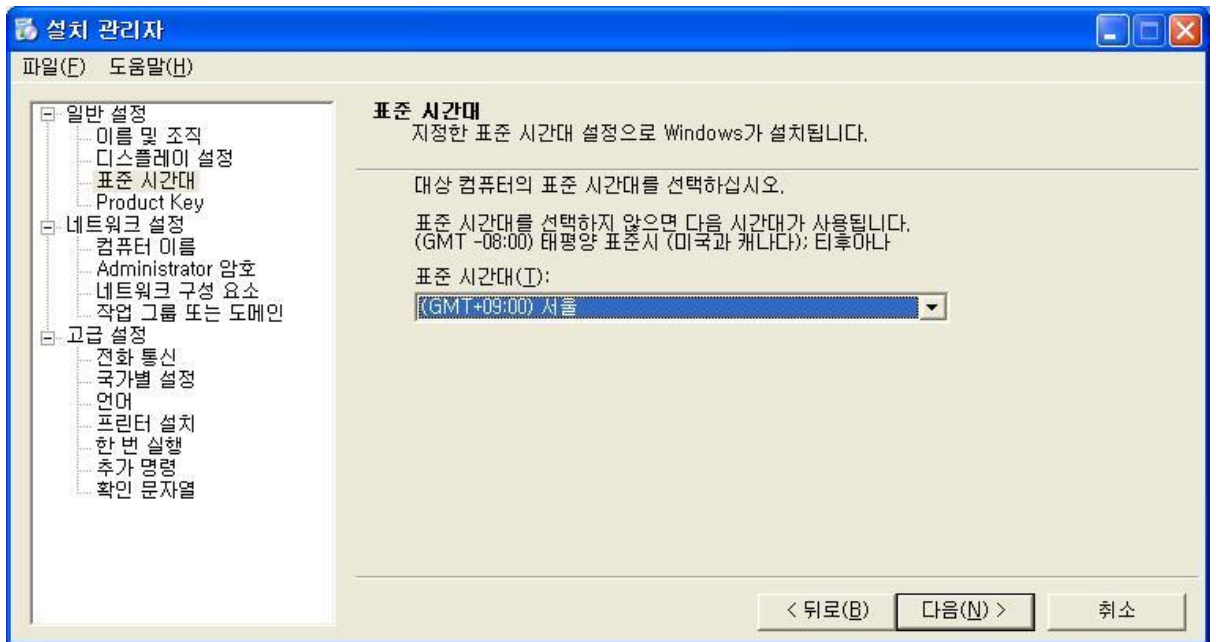 설치 관리자
파일(F) 도움말(H)
일반 설정
이름 및 조직
디스플레이 설정
표준 시간대
Product Key
네트워크 설정
컴퓨터 이름
Administrator 암호
네트워크 구성 요소
작업 그룹 또는 도메인
고급 설정
전화 통신
국가별 설정
언어
프린터 설치
한 번 실행
추가 명령
확인 문자열
표준 시간대
지정한 표준 시간대 설정으로 Windows가 설치됩니다.
대상 컴퓨터의 표준 시간대를 선택하십시오.
표준 시간대를 선택하지 않으면 다음 시간대가 사용됩니다.
(GMT -08:00) 태평양 표준시 (미국과 캐나다); 티후아나
표준 시간대(T):
(GMT+09:00) 서울
< 뒤로(B) 다음(N) > 취소